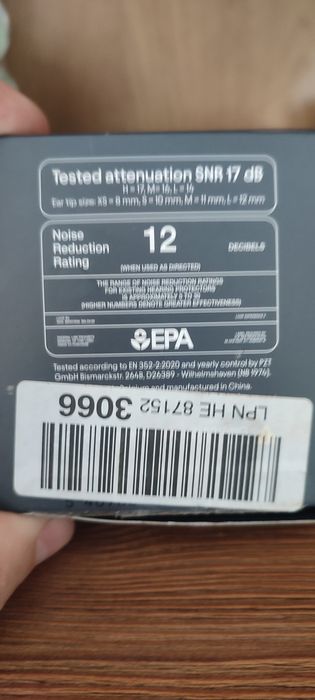 Tested attenuation SNR 17 dB
H = 17, M= 16, L = 14
Ear tip size: XS = 8 mm, S = 10 mm, M = 11 mm, L = 12 mm
Noise
Reduction
Rating
12
DECIBELS
(WHEN USED AS DIRECTED)
THE RANGE OF NOISE REDUCTION RATINGS
FOR EXISTING HEARING PROTECTORS
IS APPROXIMATELY 0 TO
(HIGHER NUMBERS DENOTE GREATER EFFECTIVENESS)
EPA
Tested according to EN 352-2:2020 and yearly control by PZT
GmbH Bismarckstr. 264B, D26389 - Wilhelmshaven (NB 1974).
and manufactured in China.
LPN HE 87152 3066